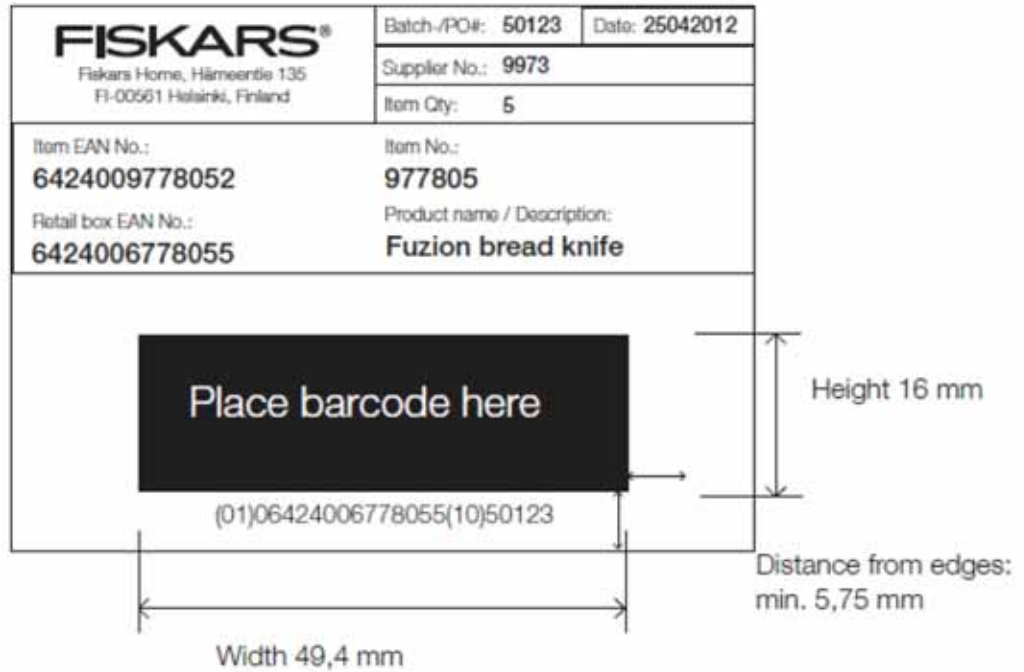 FISKARS®
Fiskars Home, Hämeentie 135
FI-00561 Helsinki, Finland
Batch-/PO#: 50123
Date: 25042012
Supplier No.: 9973
Item Qty: 5
Item EAN No.:
6424009778052
Item No.:
977805
Retail box EAN No.:
6424006778055
Product name / Description:
Fuzion bread knife
Place barcode here
(01)06424006778055(10)50123
Height 16 mm
Distance from edges:
min. 5,75 mm
Width 49,4 mm